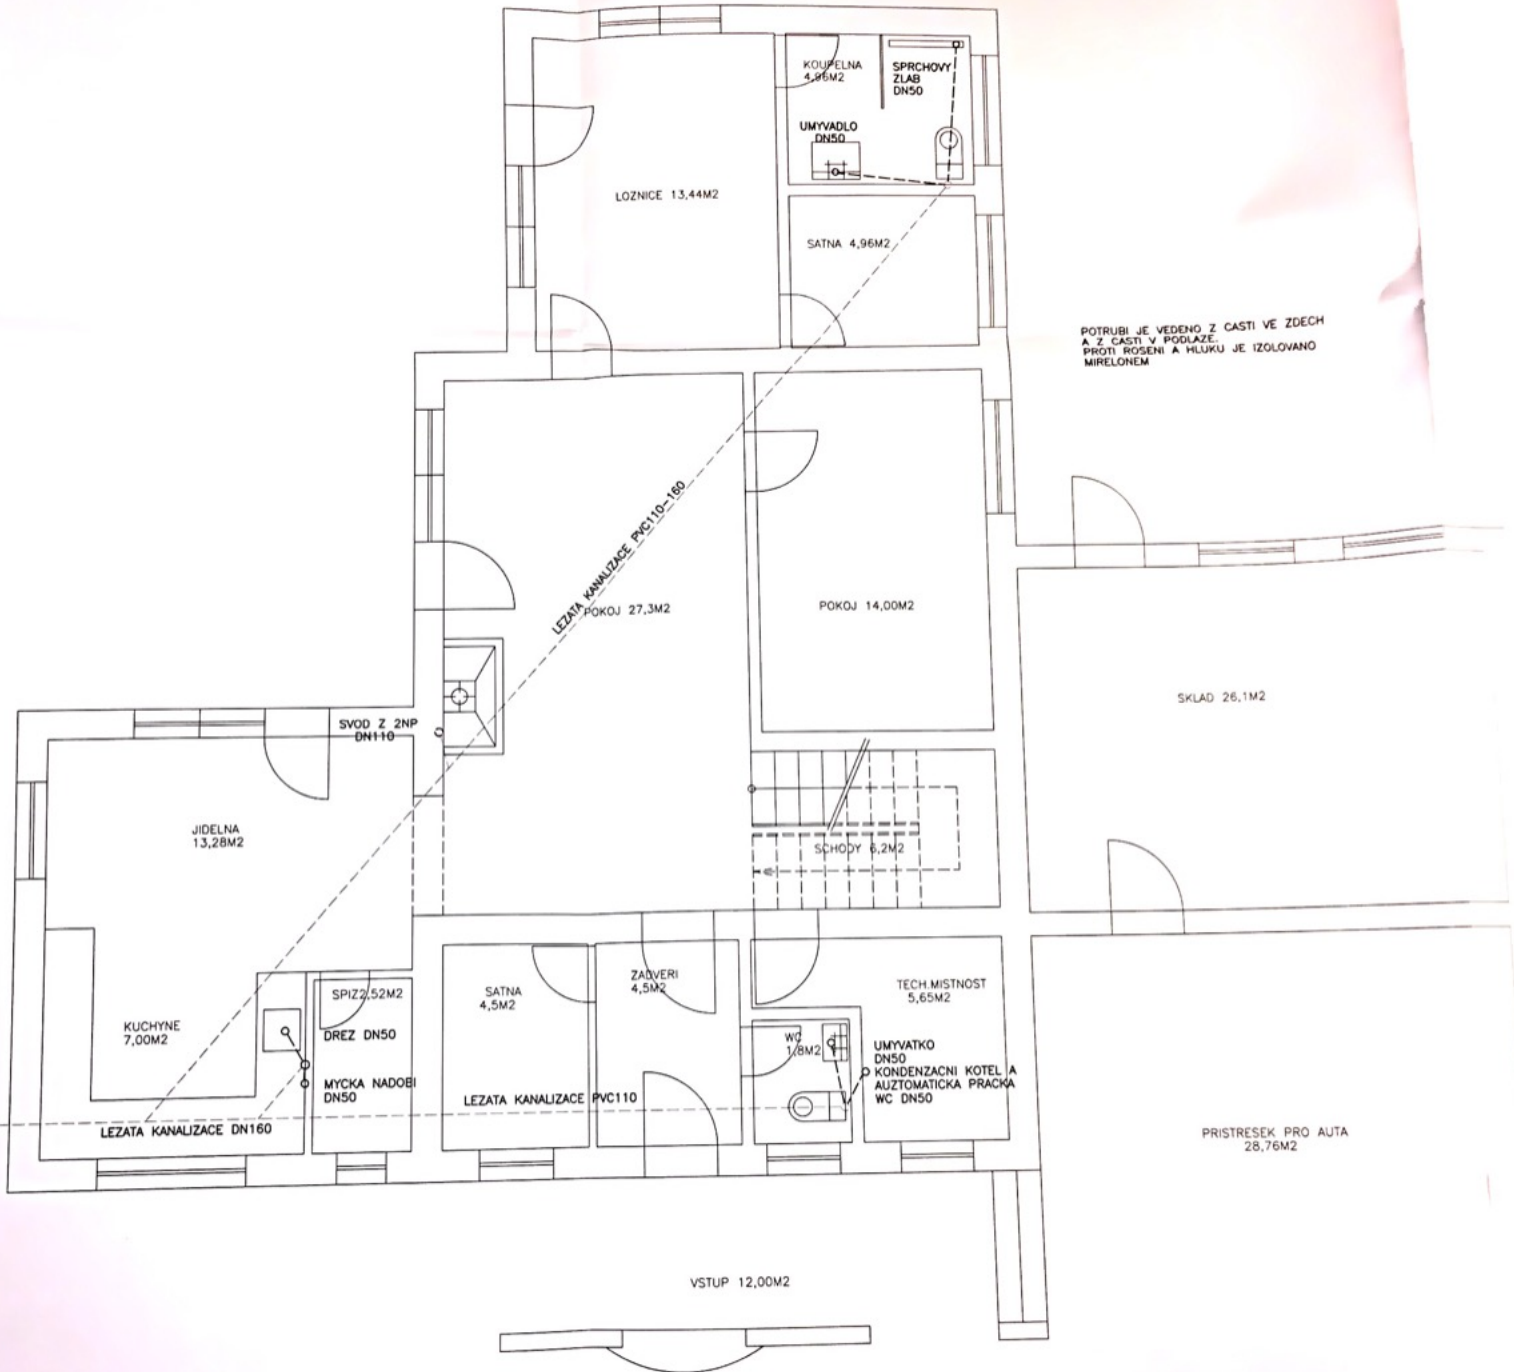 KOUPELNA
4,96M2
SPRCHOVY
ZLAB
DN50
UMYVADLO
DN50
LOZNICE 13,44M2
SATNA 4,96M2
POTRUBI JE VEDENO Z CASTI VE ZDECH
A Z CASTI V PODLAZE.
PROTI ROSENI A HLUKU JE IZOLOVANO
MIRELONEM
LEZATA KANALIZACE PVC110-160
POKOJ 27,3M2
POKOJ 14,00M2
SKLAD 26,1M2
SVOD Z 2NP
DN110
JIDELNA
13,28M2
SCHODY 6,2M2
SPIZ2,52M2
SATNA
4,5M2
ZADVERI
4,5M2
TECH.MISTNOST
5,65M2
KUCHYNE
7,00M2
DREZ DN50
WC
1,8M2
UMYVATKO
DN50
KONDENZACNI KOTEL A
AUZTOMATICKA PRACKA
WC DN50
MYCKA NADOBI
DN50
LEZATA KANALIZACE PVC110
LEZATA KANALIZACE DN160
PRISTRESEK PRO AUTA
28,76M2
VSTUP 12,00M2